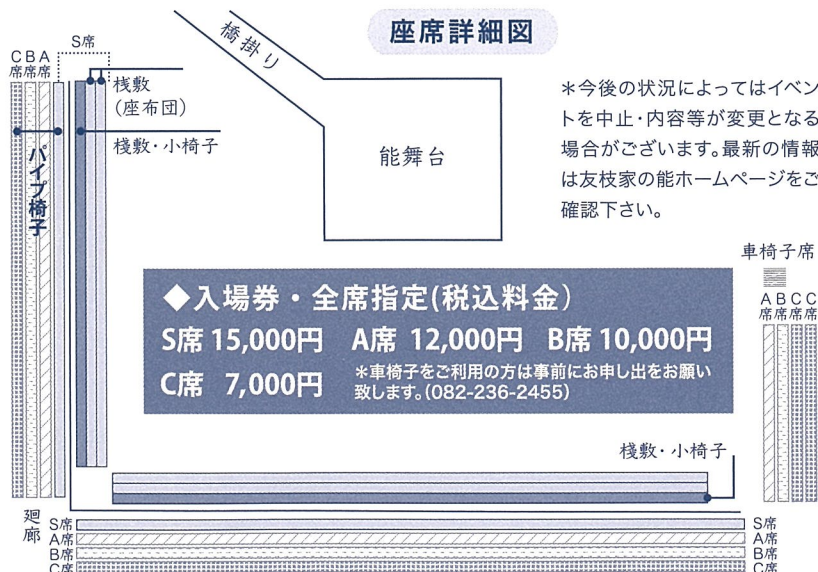 座席詳細図
橋掛り
能舞台
S席
CBA
席席席
桟敷
(座布団)
桟敷・小椅子
パイプ椅子
＊今後の状況によってはイベン
トを中止・内容等が変更となる
場合がございます。最新の情報
は友枝家の能ホームページをご
確認下さい。
車椅子席
ABCC
席席席席
◆入場券・全席指定(税込料金)
S席 15,000円 A席 12,000円 B席 10,000円
C席 7,000円
＊車椅子をご利用の方は事前にお申し出をお願い
致します。(082-236-2455)
桟敷・小椅子
廻廊
S席
A席
B席
C席
S席
A席
B席
C席